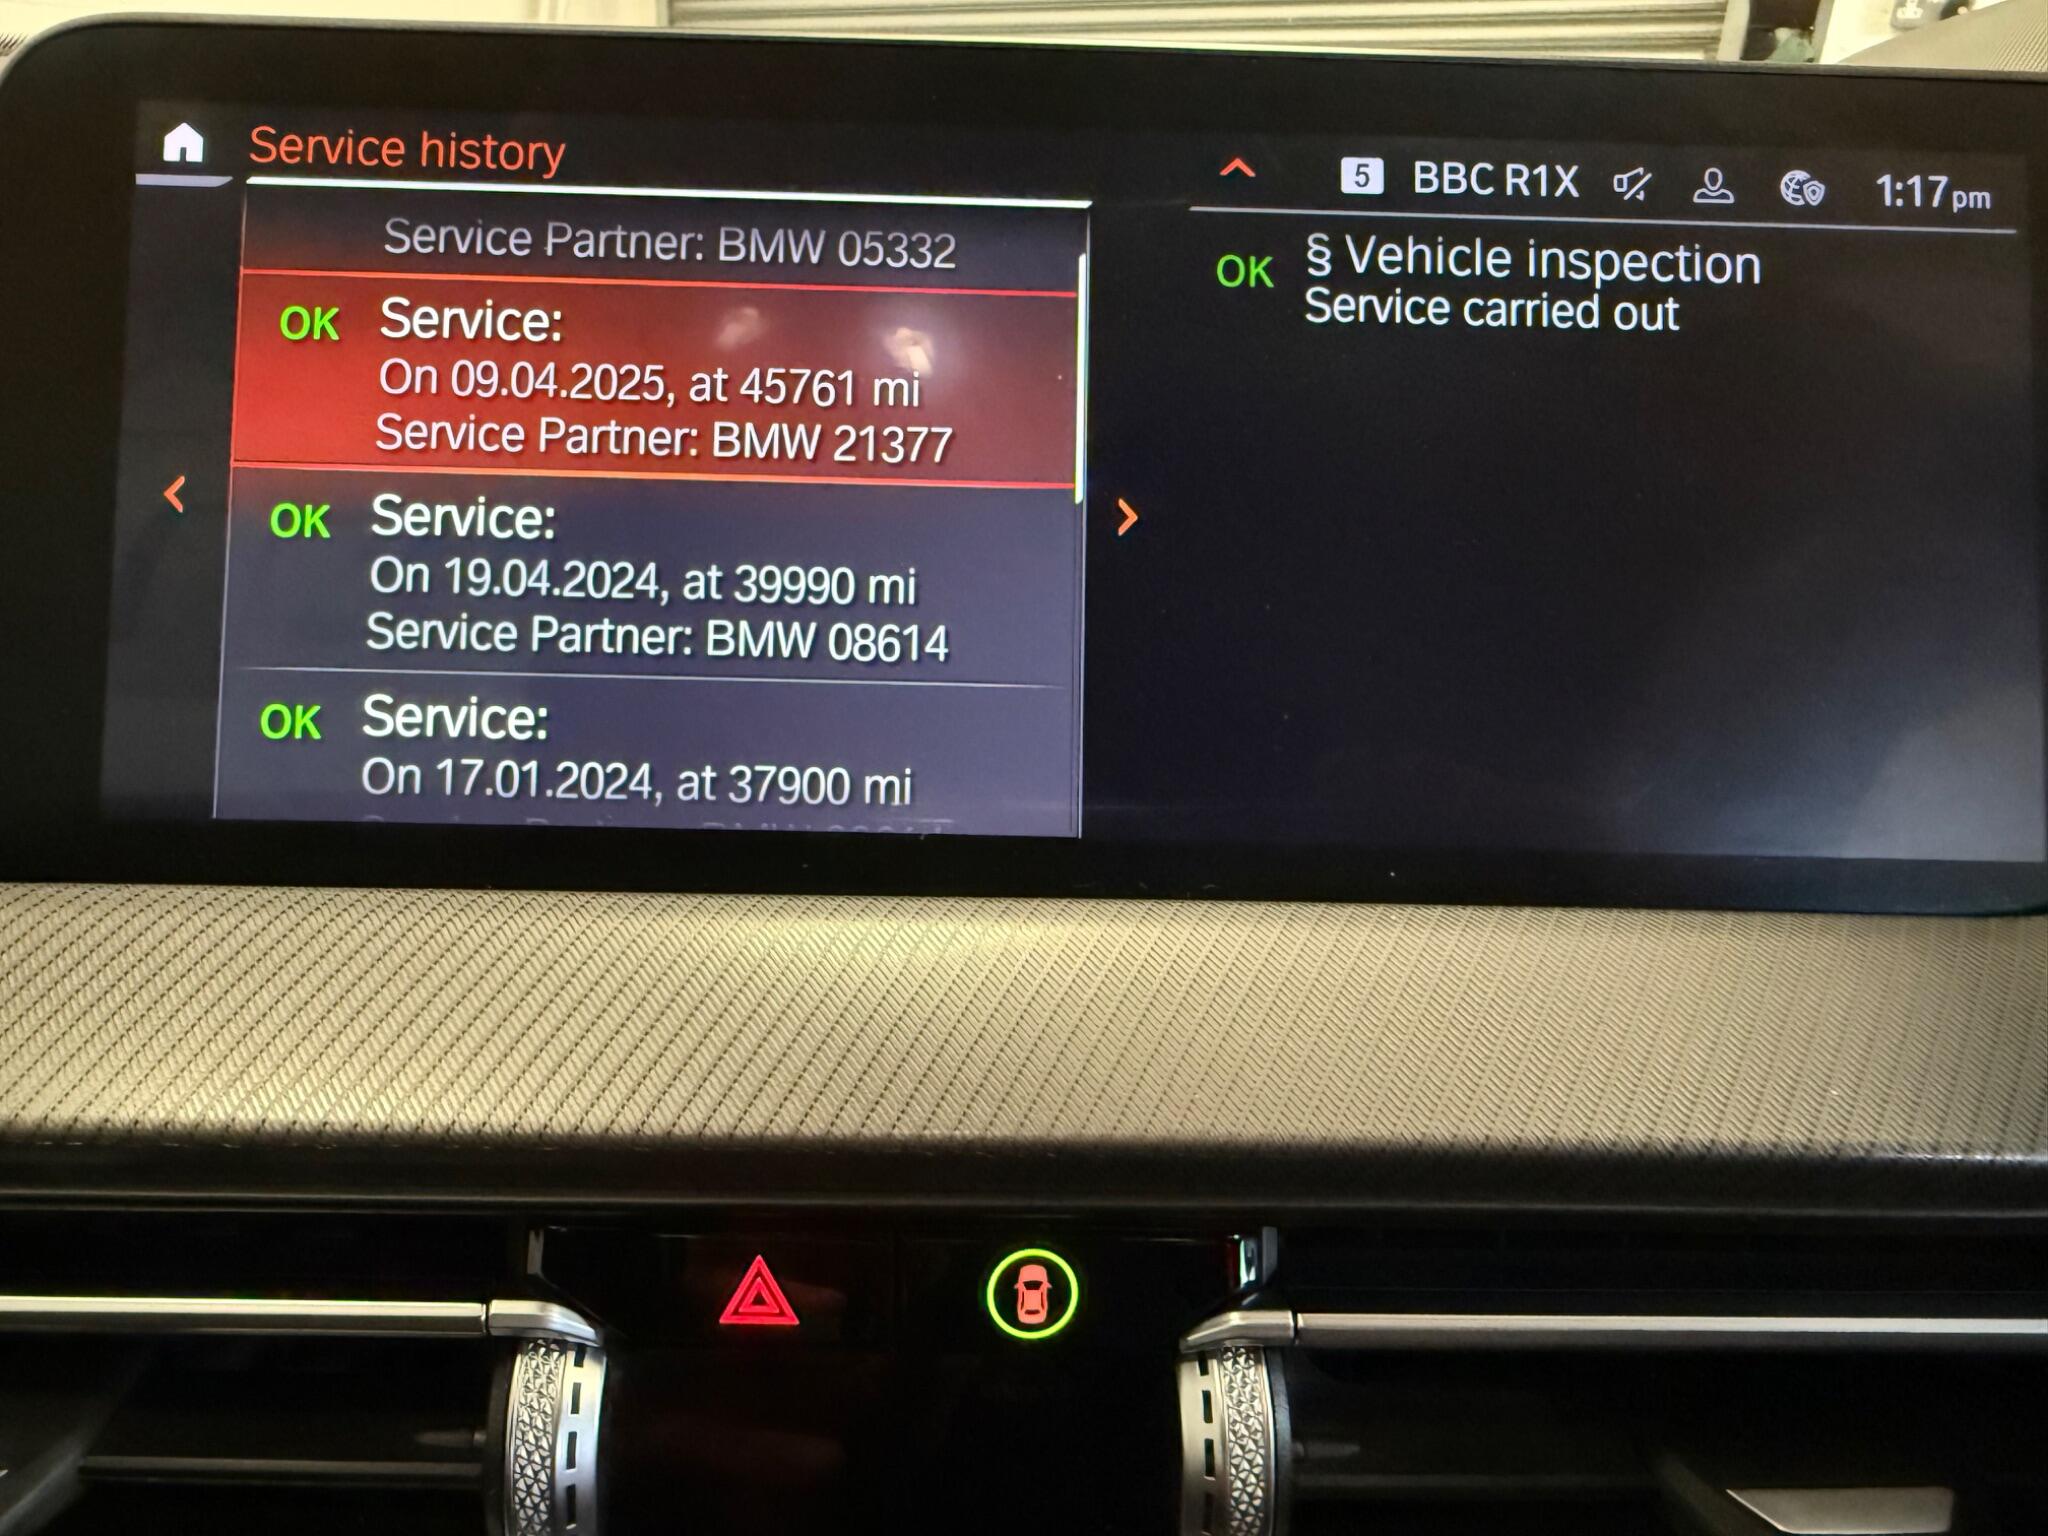 Service history
Service Partner: BMW 05332
OK Service:
On 09.04.2025, at 45761 mi
Service Partner: BMW 21377
OK Service:
On 19.04.2024, at 39990 mi
Service Partner: BMW 08614
OK Service:
On 17.01.2024, at 37900 mi
5 BBC R1X 1:17pm
OK § Vehicle inspection
Service carried out